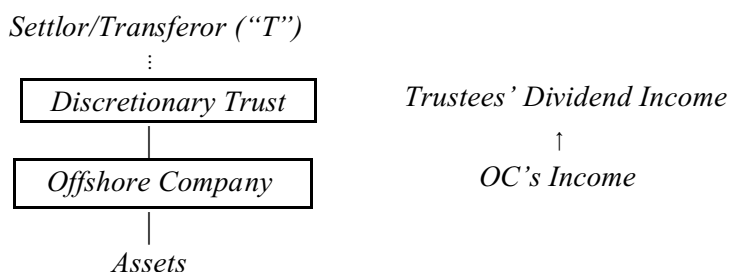 Settlor/Transferor (“T”)
Discretionary Trust
Offshore Company
Assets
Trustees’ Dividend Income
↑
OC’s Income